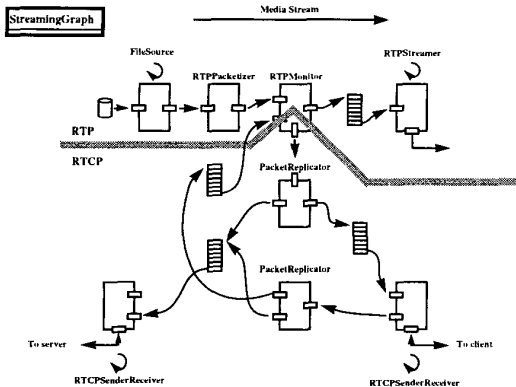 StreamingGraph
Media Stream
FileSource
RTPPacketizer
RTPMonitor
RTPStreamer
RTP
RTCP
PacketReplicator
PacketReplicator
To server
To client
RTCPSenderReceiver
RTCPSenderReceiver